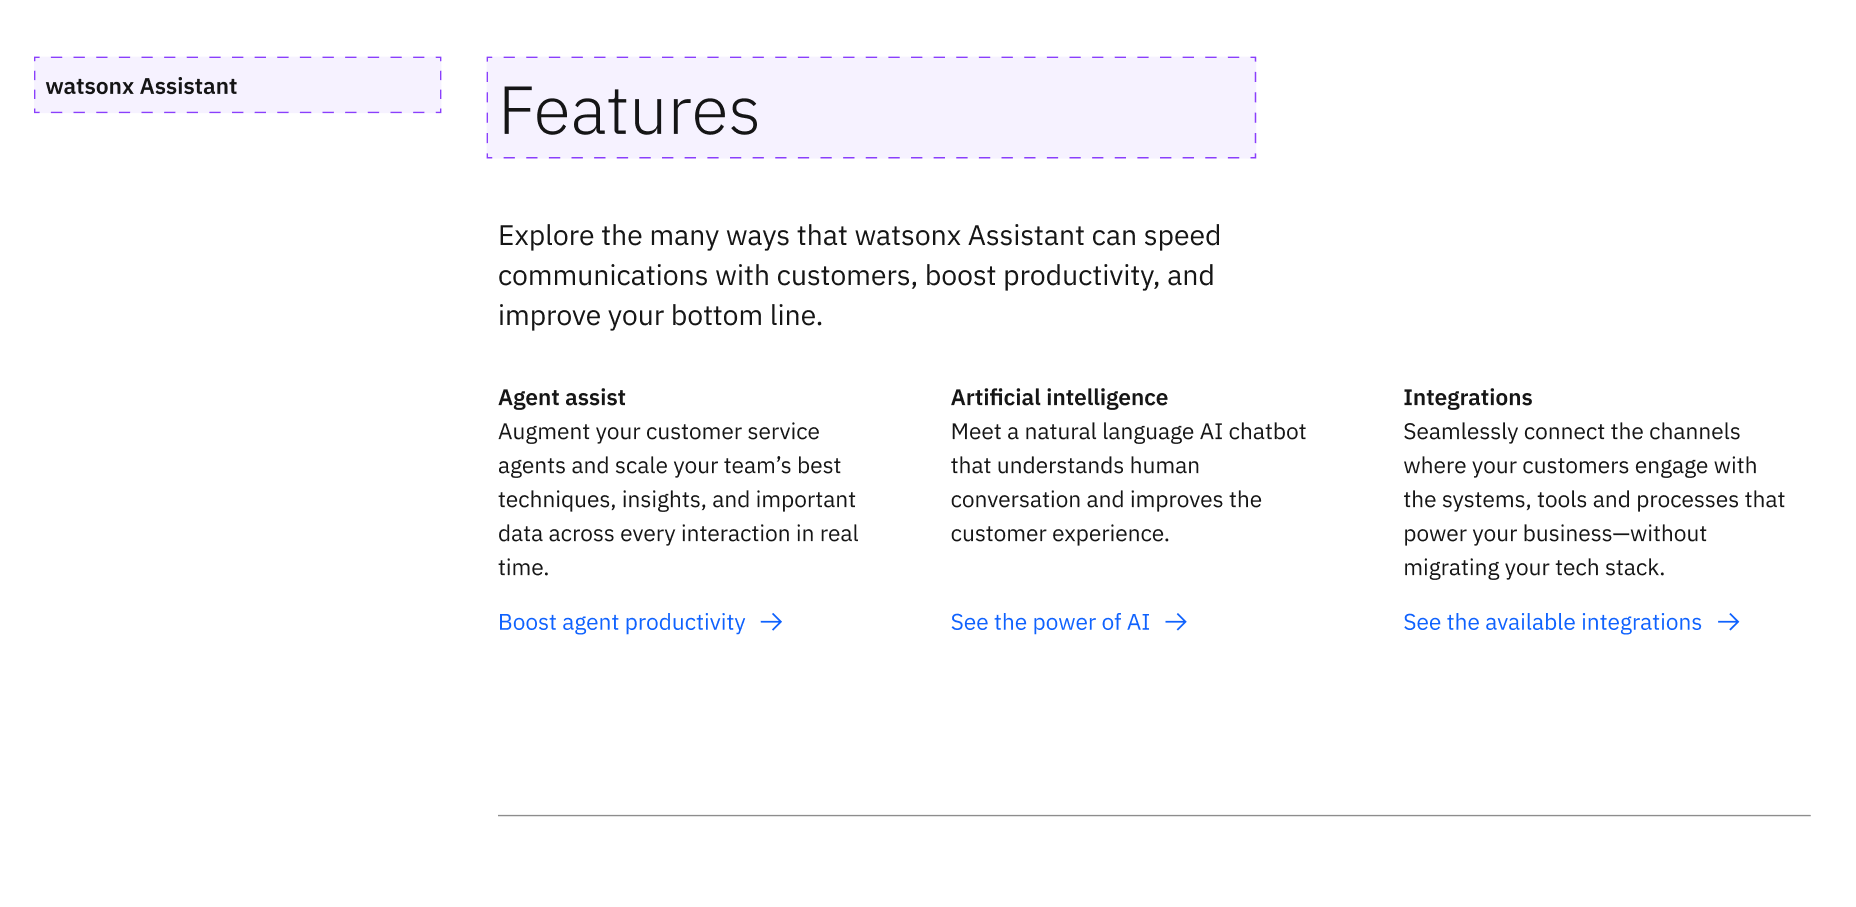 watsonx Assistant
Features
Explore the many ways that watsonx Assistant can speed
communications with customers, boost productivity, and
improve your bottom line.
Agent assist
Augment your customer service
agents and scale your team’s best
techniques, insights, and important
data across every interaction in real
time.
Boost agent productivity →
Artificial intelligence
Meet a natural language AI chatbot
that understands human
conversation and improves the
customer experience.
See the power of AI →
Integrations
Seamlessly connect the channels
where your customers engage with
the systems, tools and processes that
power your business—without
migrating your tech stack.
See the available integrations →